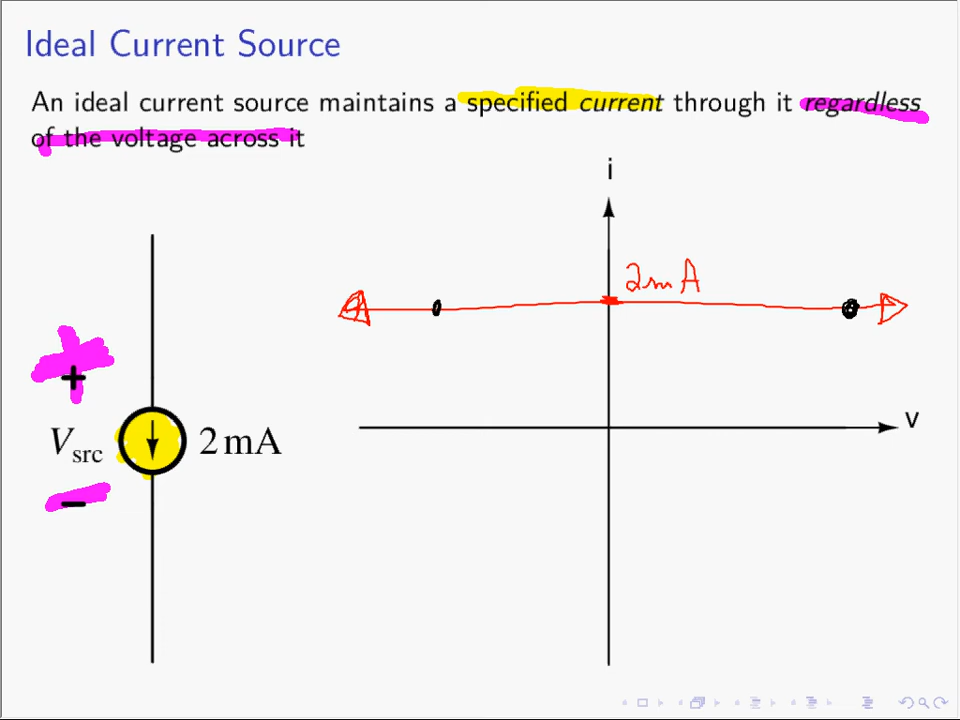 Ideal Current Source
An ideal current source maintains a specified current through it regardless
of the voltage across it
i
2mA
+
V_src
2 mA
−
v